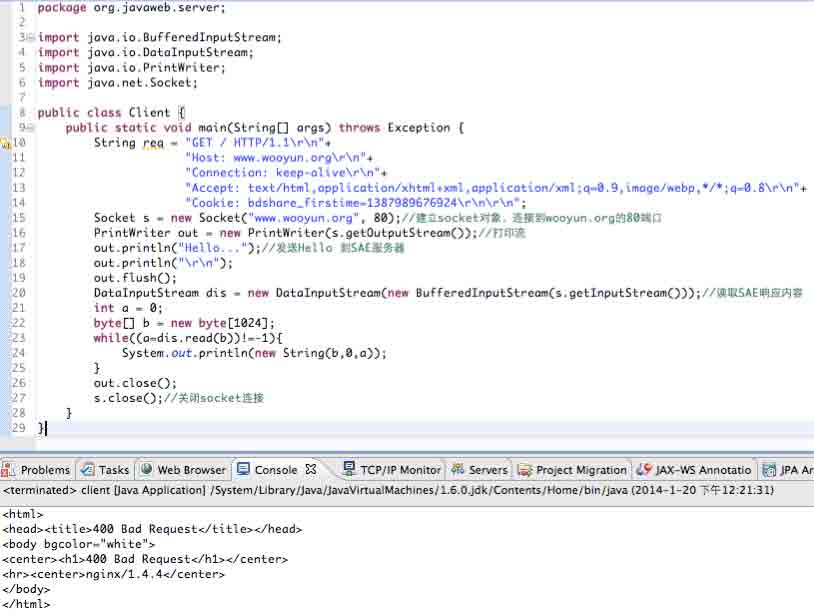 1 package org.javaweb.server;
2
3 import java.io.BufferedInputStream;
4 import java.io.DataInputStream;
5 import java.io.PrintWriter;
6 import java.net.Socket;
7
8 public class Client {
9 public static void main(String[] args) throws Exception {
10 String req = "GET / HTTP/1.1\r\n"+
11 "Host: www.wooyun.org\r\n"+
12 "Connection: keep-alive\r\n"+
13 "Accept: text/html,application/xhtml+xml,application/xml;q=0.9,image/webp,*/*;q=0.8\r\n"+
14 "Cookie: bdshare_firstime=1387989676924\r\n\r\n";
15 Socket s = new Socket("www.wooyun.org", 80);//建立socket对象、连接到wooyun.org的80端口
16 PrintWriter out = new PrintWriter(s.getOutputStream());//打印流
17 out.println("Hello...");//发送Hello 到SAE服务器
18 out.println("\r\n");
19 out.flush();
20 DataInputStream dis = new DataInputStream(new BufferedInputStream(s.getInputStream()));//读取SAE响应内容
21 int a = 0;
22 byte[] b = new byte[1024];
23 while((a=dis.read(b))!=-1){
24 System.out.println(new String(b,0,a));
25 }
26 out.close();
27 s.close();//关闭socket连接
28 }
29 }
Problems Tasks Web Browser Console TCP/IP Monitor Servers Project Migration JAX-WS Annotatio JPA Ar
<terminated> client [Java Application] /System/Library/Java/JavaVirtualMachines/1.6.0.jdk/Contents/Home/bin/java (2014-1-20 下午12:21:31)
<html>
<head><title>400 Bad Request</title></head>
<body bgcolor="white">
<center><h1>400 Bad Request</h1></center>
<hr><center>nginx/1.4.4</center>
</body>
</html>